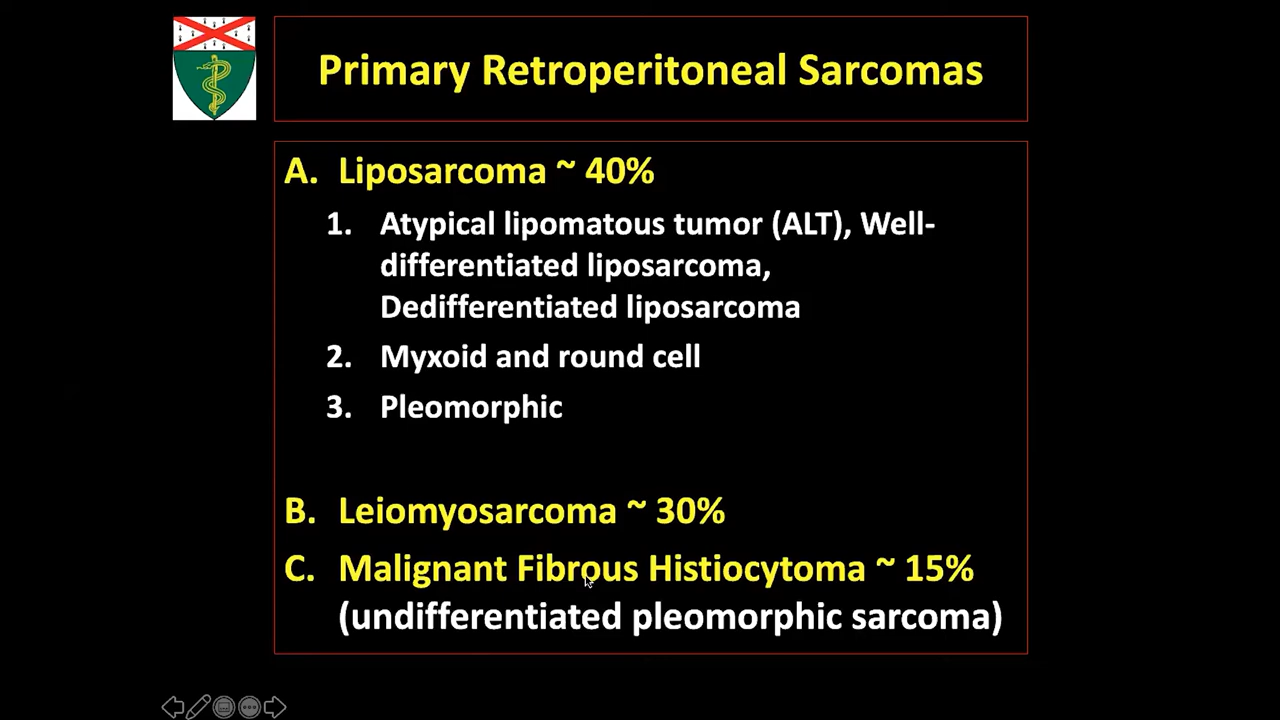 Primary Retroperitoneal Sarcomas
A. Liposarcoma ~ 40%
1. Atypical lipomatous tumor (ALT), Well-
differentiated liposarcoma,
Dedifferentiated liposarcoma
2. Myxoid and round cell
3. Pleomorphic
B. Leiomyosarcoma ~ 30%
C. Malignant Fibrous Histiocytoma ~ 15%
(undifferentiated pleomorphic sarcoma)